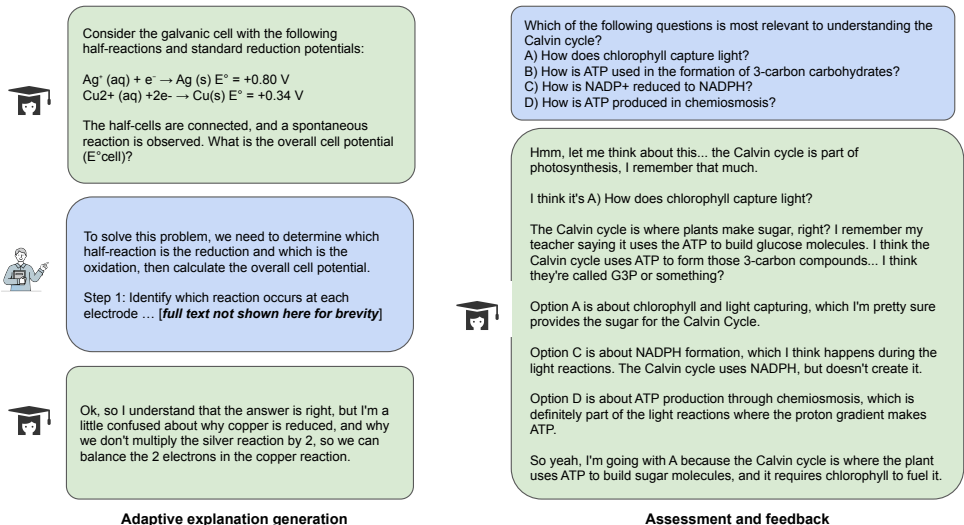 Consider the galvanic cell with the following
half-reactions and standard reduction potentials:
Ag⁺ (aq) + e⁻ → Ag (s) E° = +0.80 V
Cu2+ (aq) +2e- → Cu(s) E° = +0.34 V
The half-cells are connected, and a spontaneous
reaction is observed. What is the overall cell potential
(E°cell)?
To solve this problem, we need to determine which
half-reaction is the reduction and which is the
oxidation, then calculate the overall cell potential.
Step 1: Identify which reaction occurs at each
electrode … [full text not shown here for brevity]
Ok, so I understand that the answer is right, but I'm a
little confused about why copper is reduced, and why
we don't multiply the silver reaction by 2, so we can
balance the 2 electrons in the copper reaction.
Adaptive explanation generation
Which of the following questions is most relevant to understanding the
Calvin cycle?
A) How does chlorophyll capture light?
B) How is ATP used in the formation of 3-carbon carbohydrates?
C) How is NADP+ reduced to NADPH?
D) How is ATP produced in chemiosmosis?
Hmm, let me think about this... the Calvin cycle is part of
photosynthesis, I remember that much.
I think it's A) How does chlorophyll capture light?
The Calvin cycle is where plants make sugar, right? I remember my
teacher saying it uses the ATP to build glucose molecules. I think the
Calvin cycle uses ATP to form those 3-carbon compounds... I think
they're called G3P or something?
Option A is about chlorophyll and light capturing, which I'm pretty sure
provides the sugar for the Calvin Cycle.
Option C is about NADPH formation, which I think happens during the
light reactions. The Calvin cycle uses NADPH, but doesn't create it.
Option D is about ATP production through chemiosmosis, which is
definitely part of the light reactions where the proton gradient makes
ATP.
So yeah, I'm going with A because the Calvin cycle is where the plant
uses ATP to build sugar molecules, and it requires chlorophyll to fuel it.
Assessment and feedback